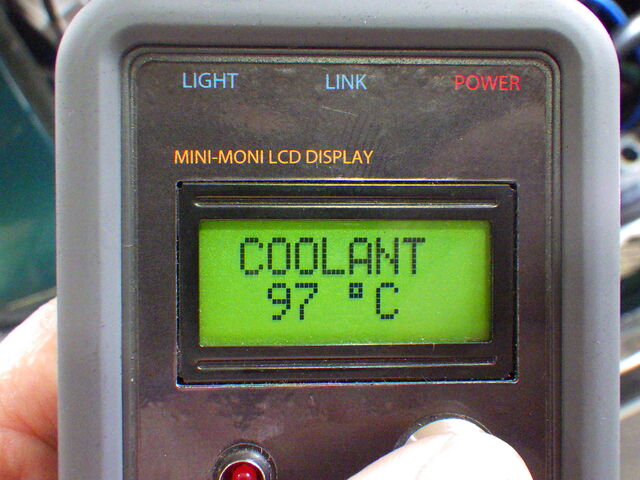 LIGHT LINK POWER
MINI-MONI LCD DISPLAY
COOLANT
97 °C